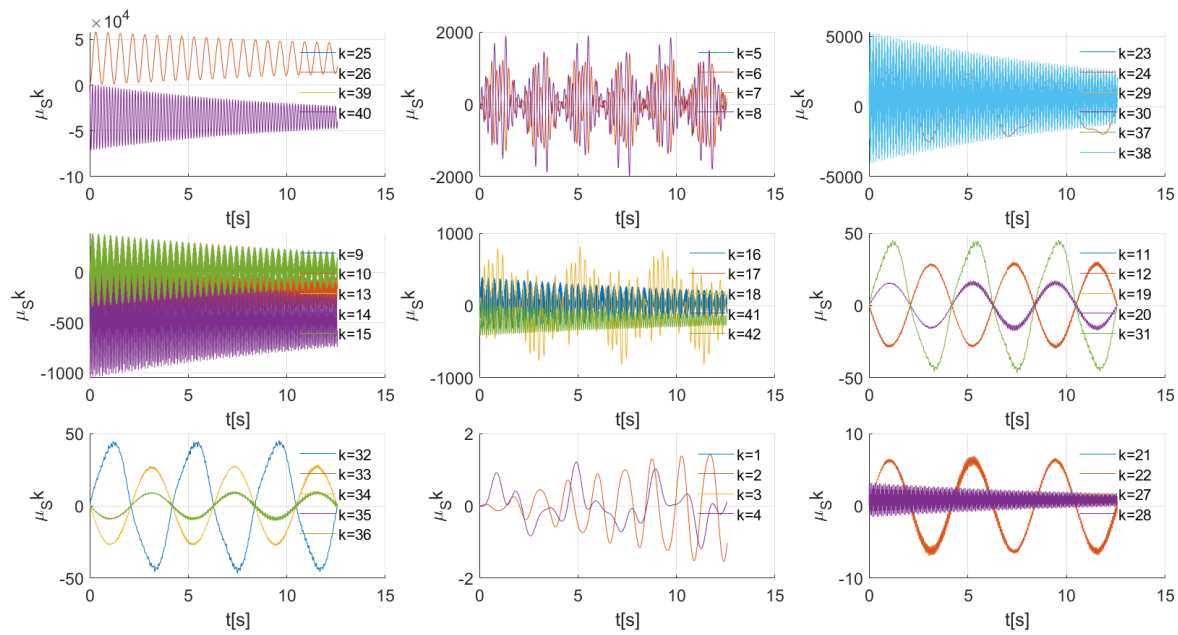 ×10⁴
5
0
-5
-10
0 5 10 15
μSk
t[s]
k=25
k=26
k=39
k=40
2000
0
-2000
0 5 10 15
μSk
t[s]
k=5
k=6
k=7
k=8
5000
0
-5000
0 5 10 15
μSk
t[s]
k=23
k=24
k=29
k=30
k=37
k=38
0
-500
-1000
0 5 10 15
μSk
t[s]
k=9
k=10
k=13
k=14
k=15
1000
0
-1000
0 5 10 15
μSk
t[s]
k=16
k=17
k=18
k=41
k=42
50
0
-50
0 5 10 15
μSk
t[s]
k=11
k=12
k=19
k=20
k=31
50
0
-50
0 5 10 15
μSk
t[s]
k=32
k=33
k=34
k=35
k=36
2
0
-2
0 5 10 15
μSk
t[s]
k=1
k=2
k=3
k=4
10
0
-10
0 5 10 15
μSk
t[s]
k=21
k=22
k=27
k=28